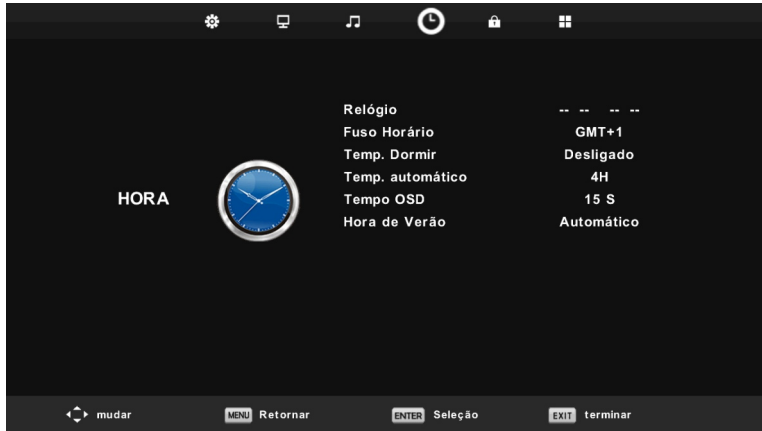 Relógio -- -- -- --
Fuso Horário GMT+1
Temp. Dormir Desligado
Temp. automático 4H
HORA
Tempo OSD 15 S
Hora de Verão Automático
mudar MENU Retornar ENTER Seleção EXIT terminar